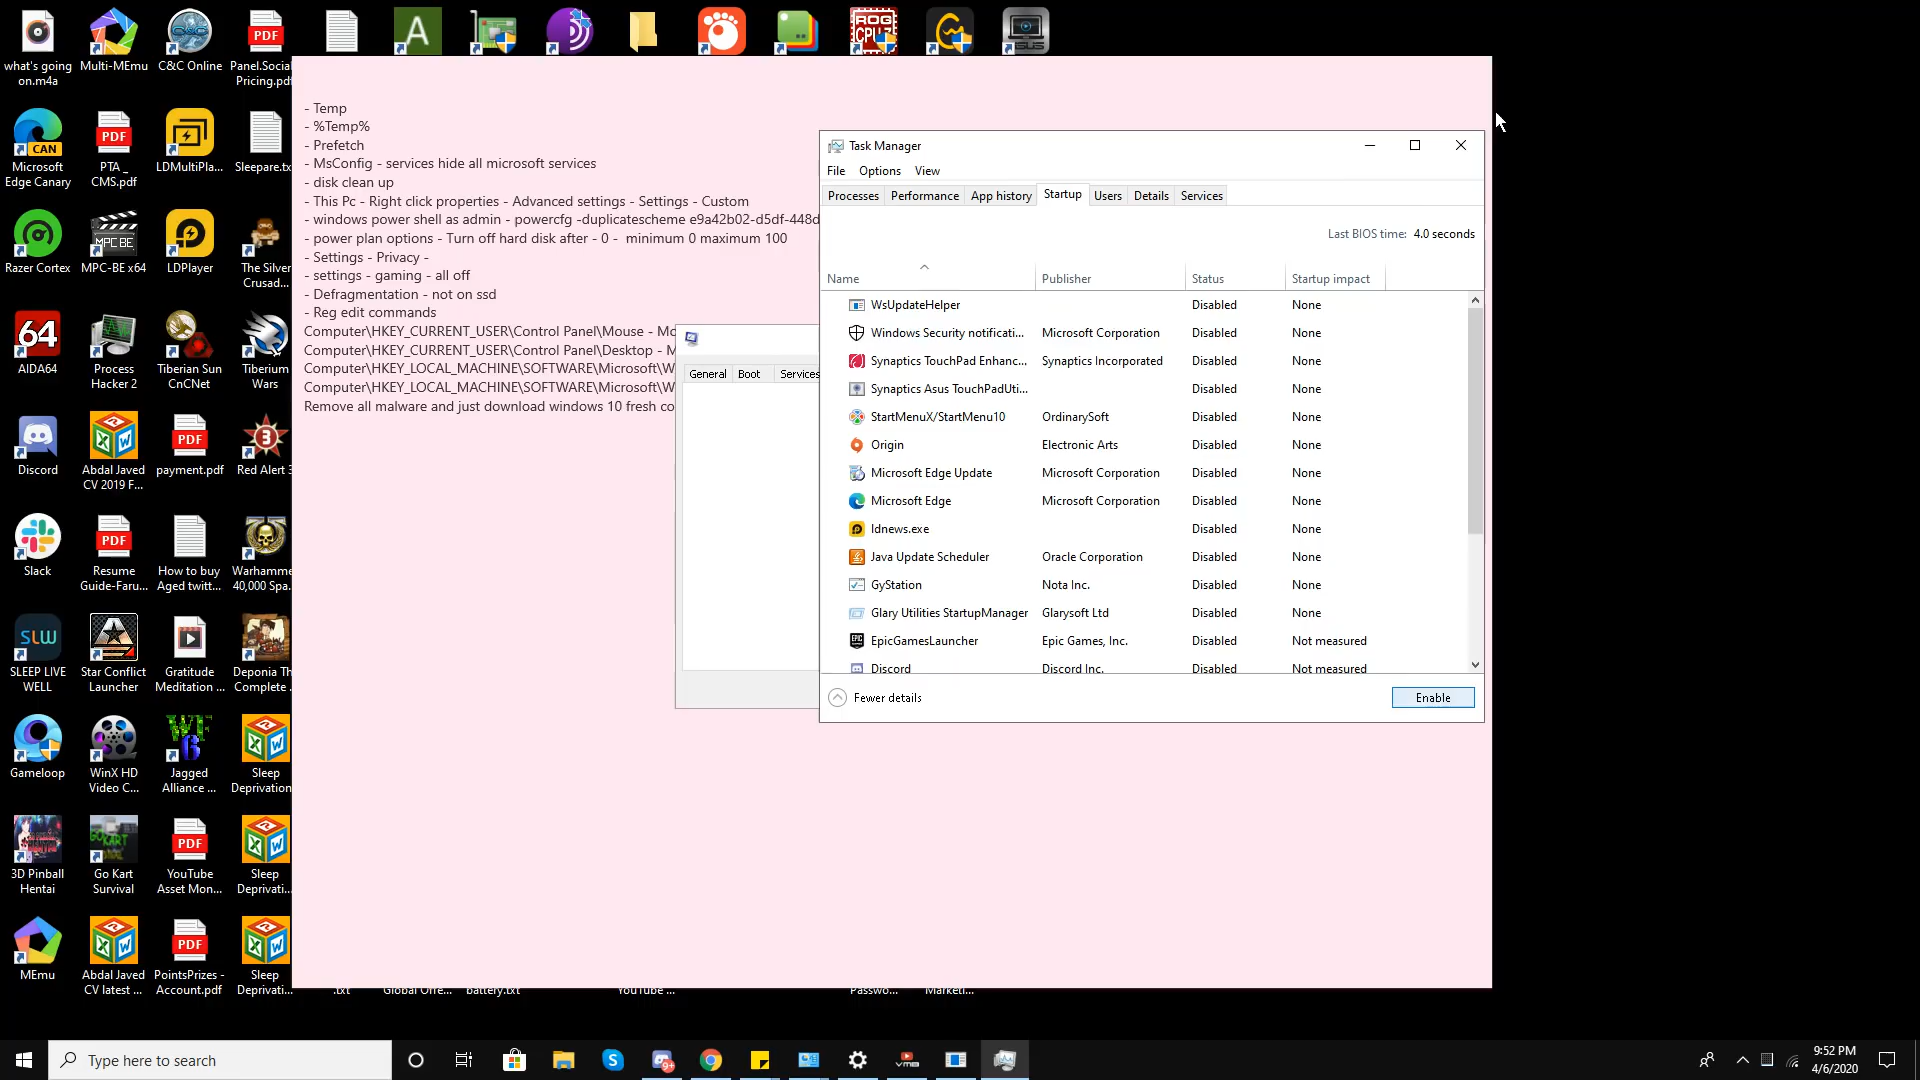 what's going
on.m4a
Multi-MEmu
C&C Online
Panel.Social
Pricing.pdf
- Temp
- %Temp%
- Prefetch
- MsConfig - services hide all microsoft services
- disk clean up
- This Pc - Right click properties - Advanced settings - Settings - Custom
- windows power shell as admin - powercfg -duplicatescheme e9a42b02-d5df-448d
- power plan options - Turn off hard disk after - 0 - minimum 0 maximum 100
- Settings - Privacy -
- settings - gaming - all off
- Defragmentation - not on ssd
- Reg edit commands
Computer\HKEY_CURRENT_USER\Control Panel\Mouse - Mo
Computer\HKEY_CURRENT_USER\Control Panel\Desktop - M
Computer\HKEY_LOCAL_MACHINE\SOFTWARE\Microsoft\W
Computer\HKEY_LOCAL_MACHINE\SOFTWARE\Microsoft\W
Remove all malware and just download windows 10 fresh co
General Boot Services
Task Manager
File Options View
Processes Performance App history Startup Users Details Services
Last BIOS time: 4.0 seconds
Name Publisher Status Startup impact
WsUpdateHelper Disabled None
Windows Security notificati... Microsoft Corporation Disabled None
Synaptics TouchPad Enhanc... Synaptics Incorporated Disabled None
Synaptics Asus TouchPadUti... Disabled None
StartMenuX/StartMenu10 OrdinarySoft Disabled None
Origin Electronic Arts Disabled None
Microsoft Edge Update Microsoft Corporation Disabled None
Microsoft Edge Microsoft Corporation Disabled None
ldnews.exe Disabled None
Java Update Scheduler Oracle Corporation Disabled None
GyStation Nota Inc. Disabled None
Glary Utilities StartupManager Glarysoft Ltd Disabled None
EpicGamesLauncher Epic Games, Inc. Disabled Not measured
Discord Discord Inc. Disabled Not measured
Fewer details
Enable
Microsoft
Edge Canary
PTA _
CMS.pdf
LDMultiPla...
Sleepare.tx
Razer Cortex
MPC-BE x64
LDPlayer
The Silver
Crusad...
AIDA64
Process
Hacker 2
Tiberian Sun
CnCNet
Tiberium
Wars
Discord
Abdal Javed
CV 2019 F...
payment.pdf
Red Alert 3
Slack
Resume
Guide-Faru...
How to buy
Aged twitt...
Warhamme
40,000 Spa.
SLEEP LIVE
WELL
Star Conflict
Launcher
Gratitude
Meditation ...
Deponia Th
Complete .
Gameloop
WinX HD
Video C...
Jagged
Alliance ...
Sleep
Deprivation
3D Pinball
Hentai
Go Kart
Survival
YouTube
Asset Mon...
Sleep
Deprivati...
MEmu
Abdal Javed
CV latest ...
PointsPrizes -
Account.pdf
Sleep
Deprivati...
.txt
Global Offe...
battery.txt
YouTube ...
Passwo...
Marketi...
Type here to search
9:52 PM
4/6/2020